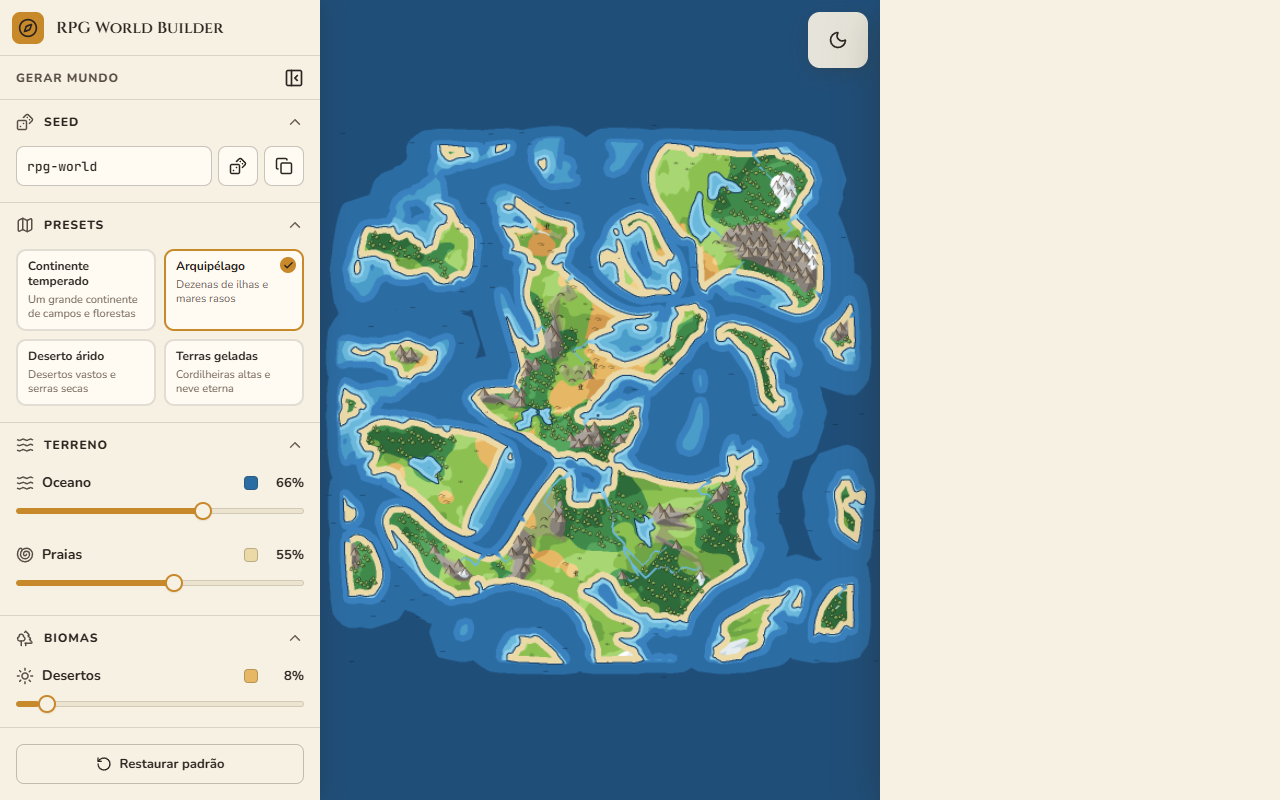 RPG World Builder
GERAR MUNDO
SEED
rpg-world
PRESETS
Continente
temperado
Um grande continente
de campos e florestas
Arquipélago
Dezenas de ilhas e
mares rasos
Deserto árido
Desertos vastos e
serras secas
Terras geladas
Cordilheiras altas e
neve eterna
TERRENO
Oceano 66%
Praias 55%
BIOMAS
Desertos 8%
Restaurar padrão